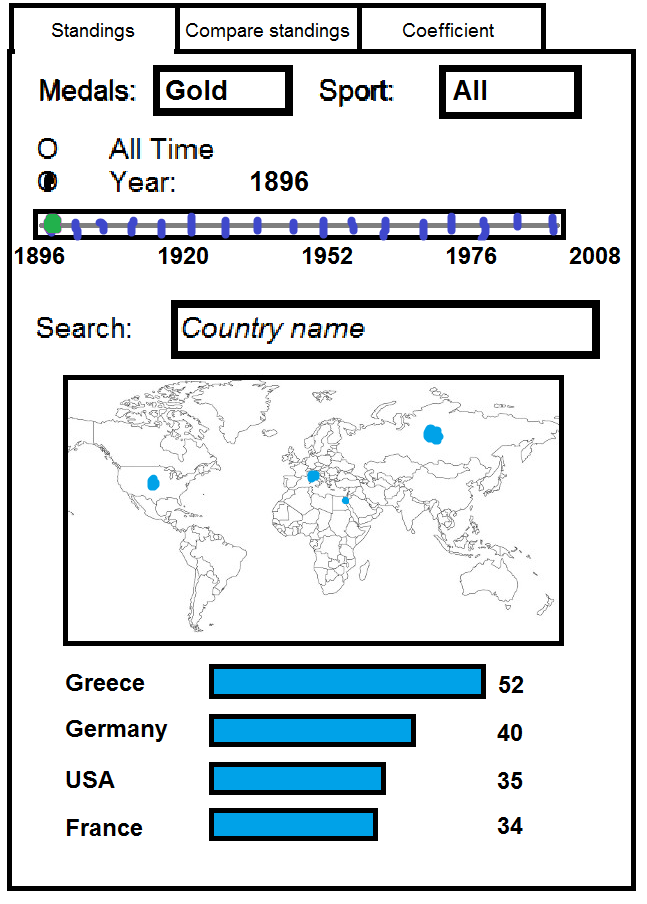 Standings Compare standings Coefficient
Medals: Gold Sport: All
O All Time
O Year: 1896
1896 1920 1952 1976 2008
Search: Country name
Greece 52
Germany 40
USA 35
France 34